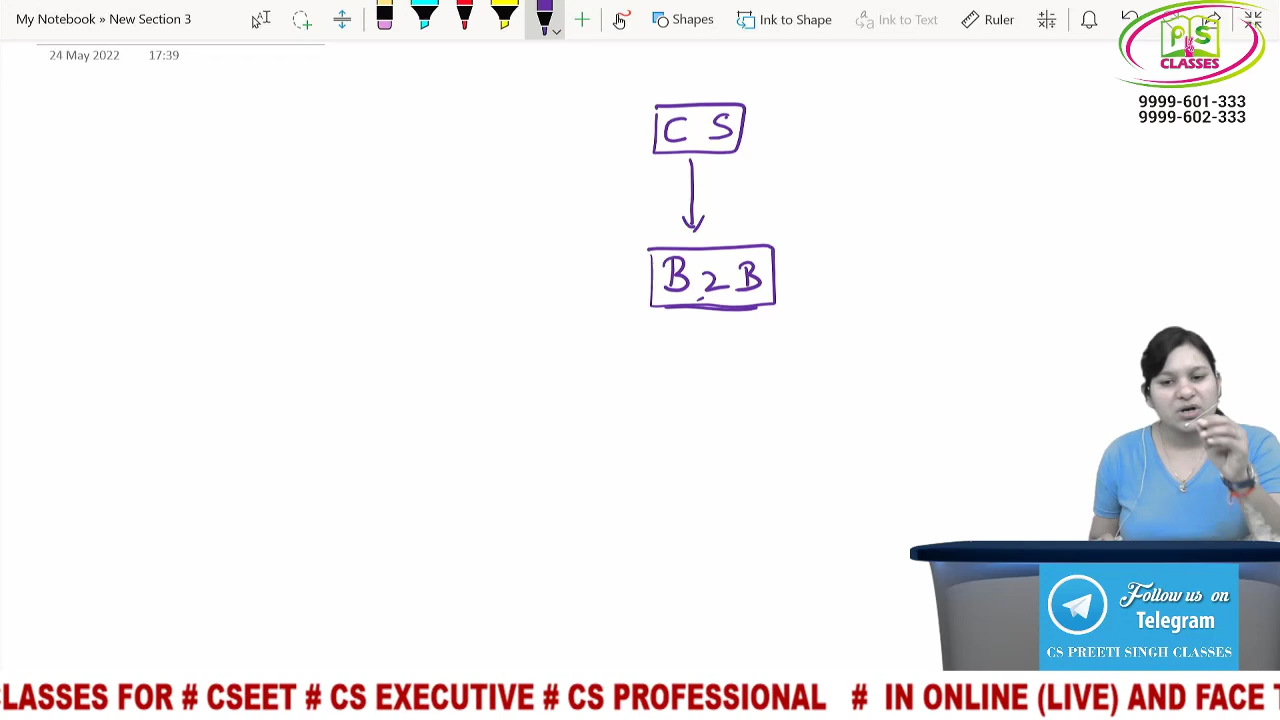 My Notebook » New Section 3
Shapes
Ink to Shape
Ink to Text
Ruler
24 May 2022 17:39
PS
CLASSES
9999-601-333
9999-602-333
C S
B 2 B
Follow us on
Telegram
CS PREETI SINGH CLASSES
CLASSES FOR # CSEET # CS EXECUTIVE # CS PROFESSIONAL # IN ONLINE (LIVE) AND FACE T